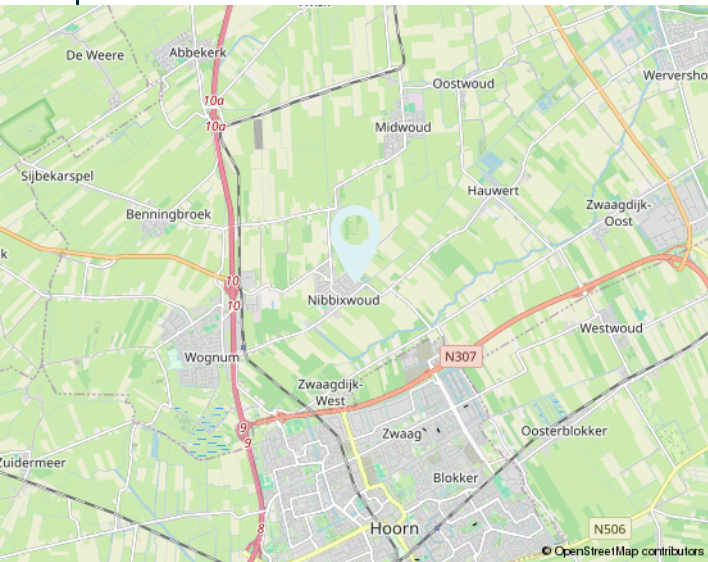 De Weere
Abbekerk
Oostwoud
Werversho
10a
10a
Midwoud
Sijbekarspel
Hauwert
Benningbroek
Zwaagdijk-
Oost
k
10
10
Nibbixwoud
Westwoud
N307
Wognum
Zwaagdijk-
West
9
9
Zwaag
Oosterblokker
Zuidermeer
Blokker
8
Hoorn
N506
© OpenStreetMap contributors